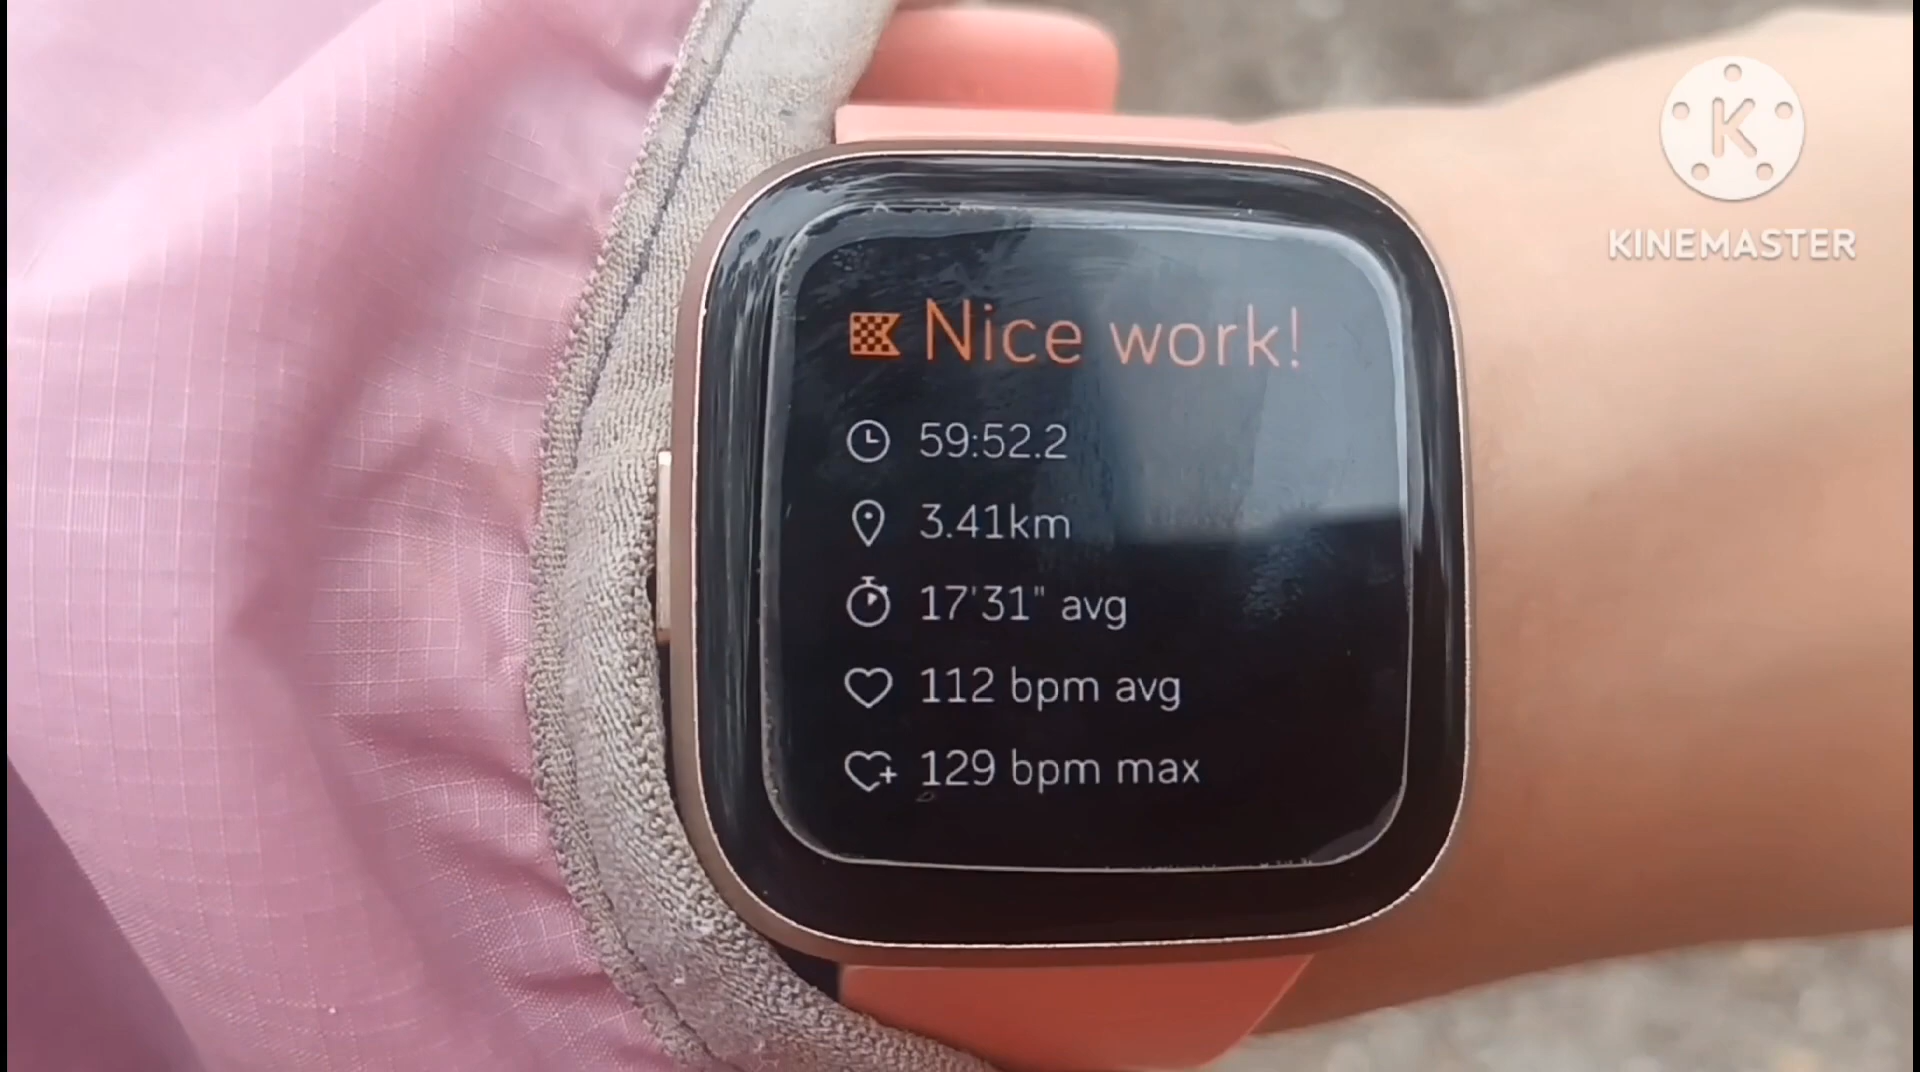 K
KINEMASTER
Nice work!
59:52.2
3.41km
17'31" avg
112 bpm avg
129 bpm max